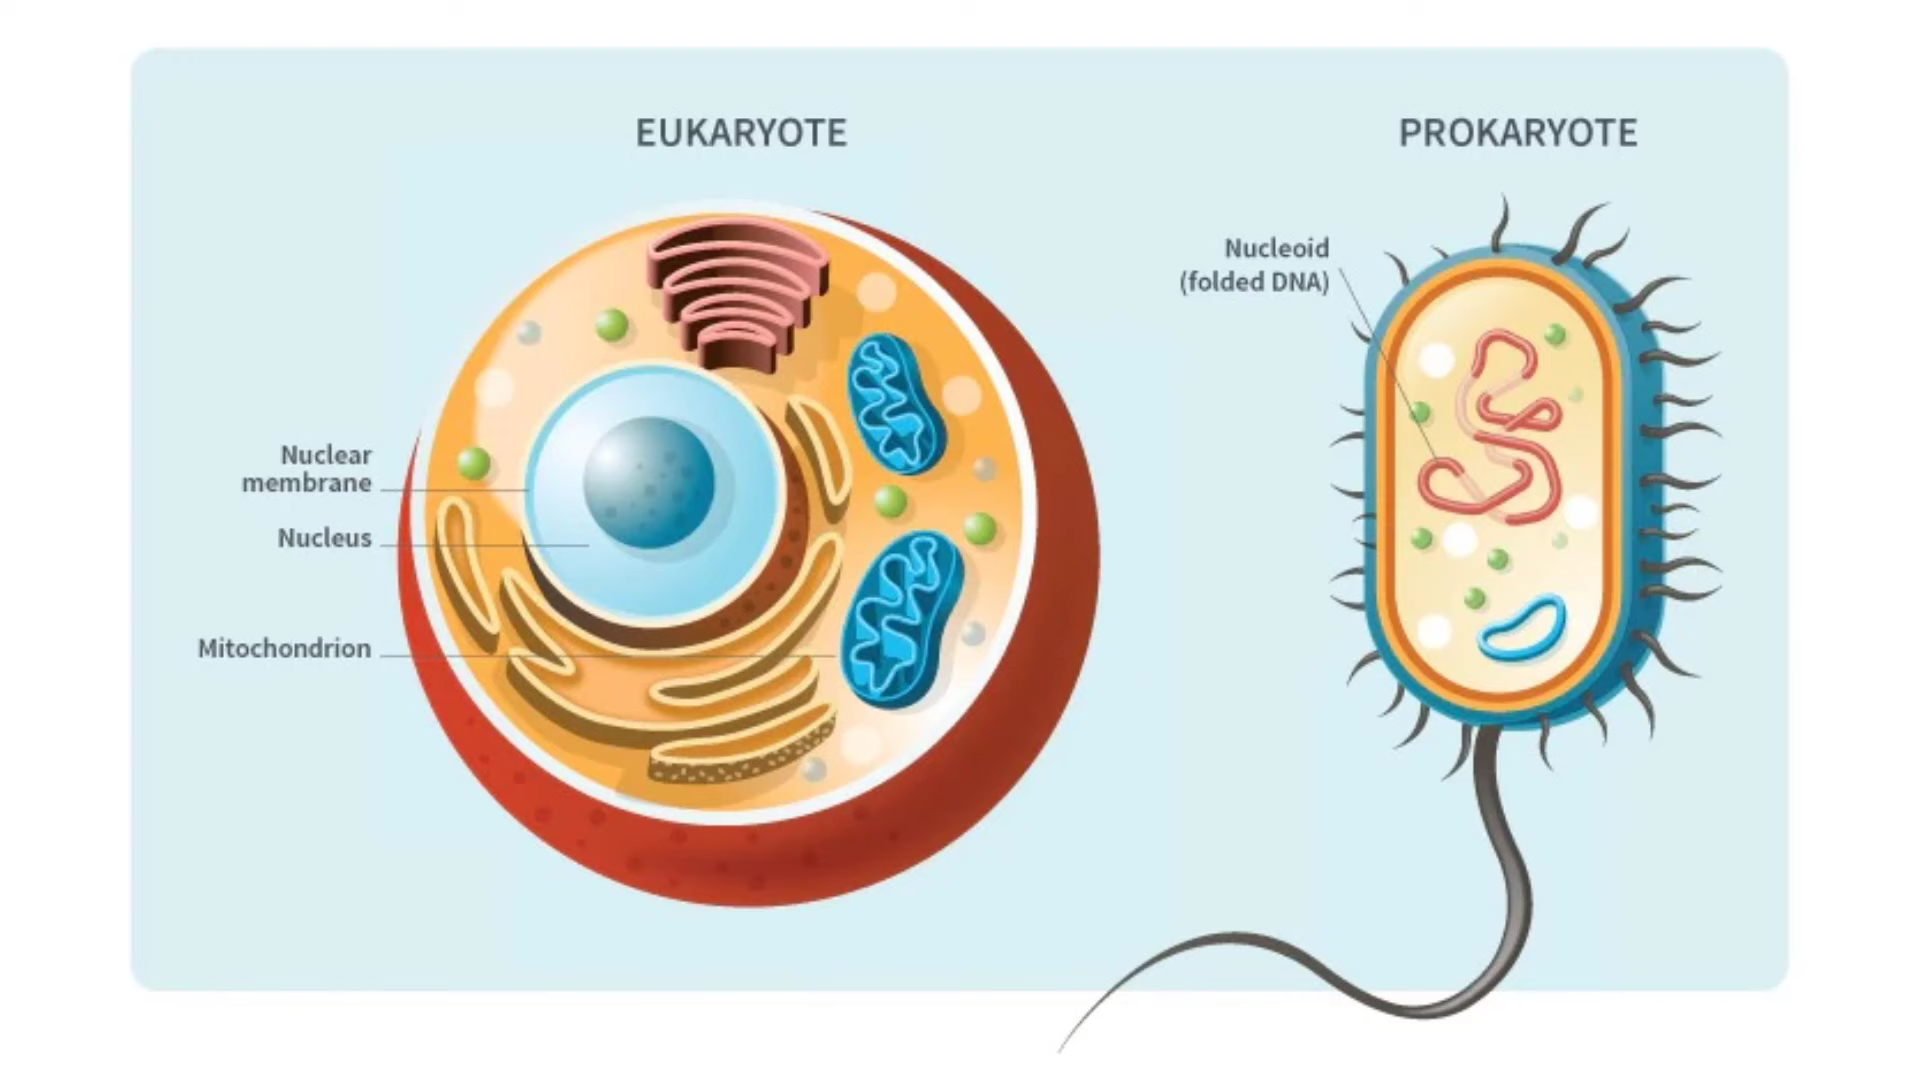 EUKARYOTE
PROKARYOTE
Nucleoid
(folded DNA)
Nuclear
membrane
Nucleus
Mitochondrion